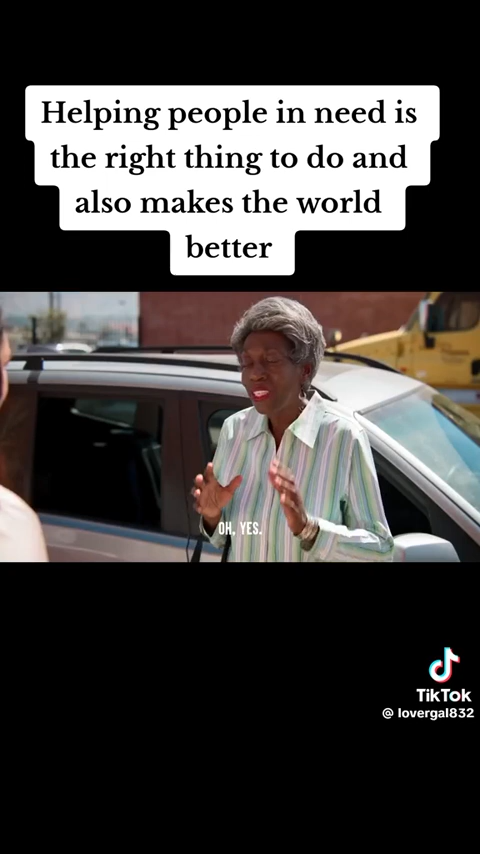 Helping people in need is
the right thing to do and
also makes the world
better
OH, YES.
TikTok
@ lovergal832